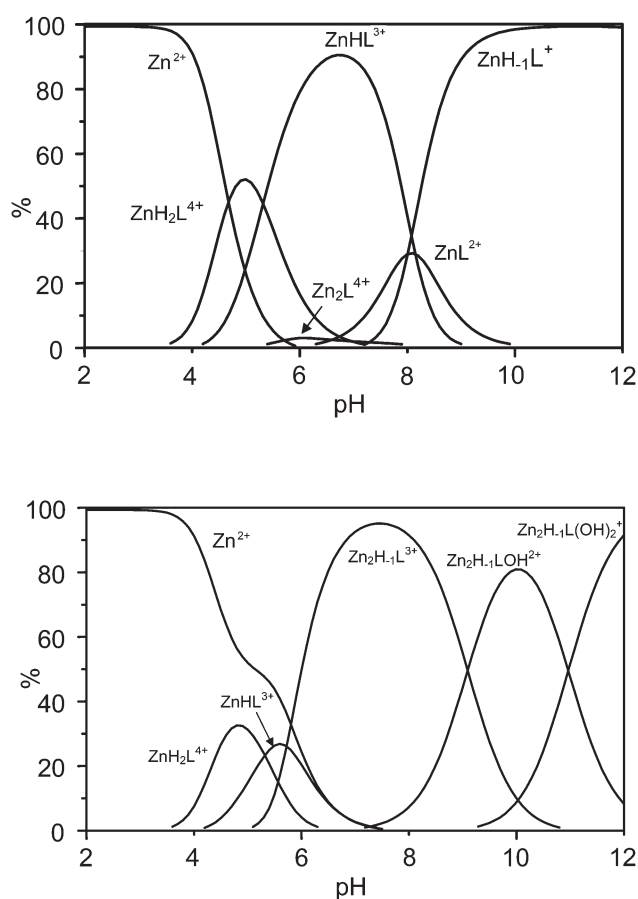 100
80
60
40
20
0
%
Zn²⁺
ZnHL³⁺
ZnH₋₁L⁺
ZnH₂L⁴⁺
Zn₂L⁴⁺
ZnL²⁺
2 4 6 8 10 12
pH
100
80
60
40
20
0
%
Zn²⁺
Zn₂H₋₁L³⁺
Zn₂H₋₁LOH²⁺
Zn₂H₋₁L(OH)₂⁺
ZnHL³⁺
ZnH₂L⁴⁺
2 4 6 8 10 12
pH